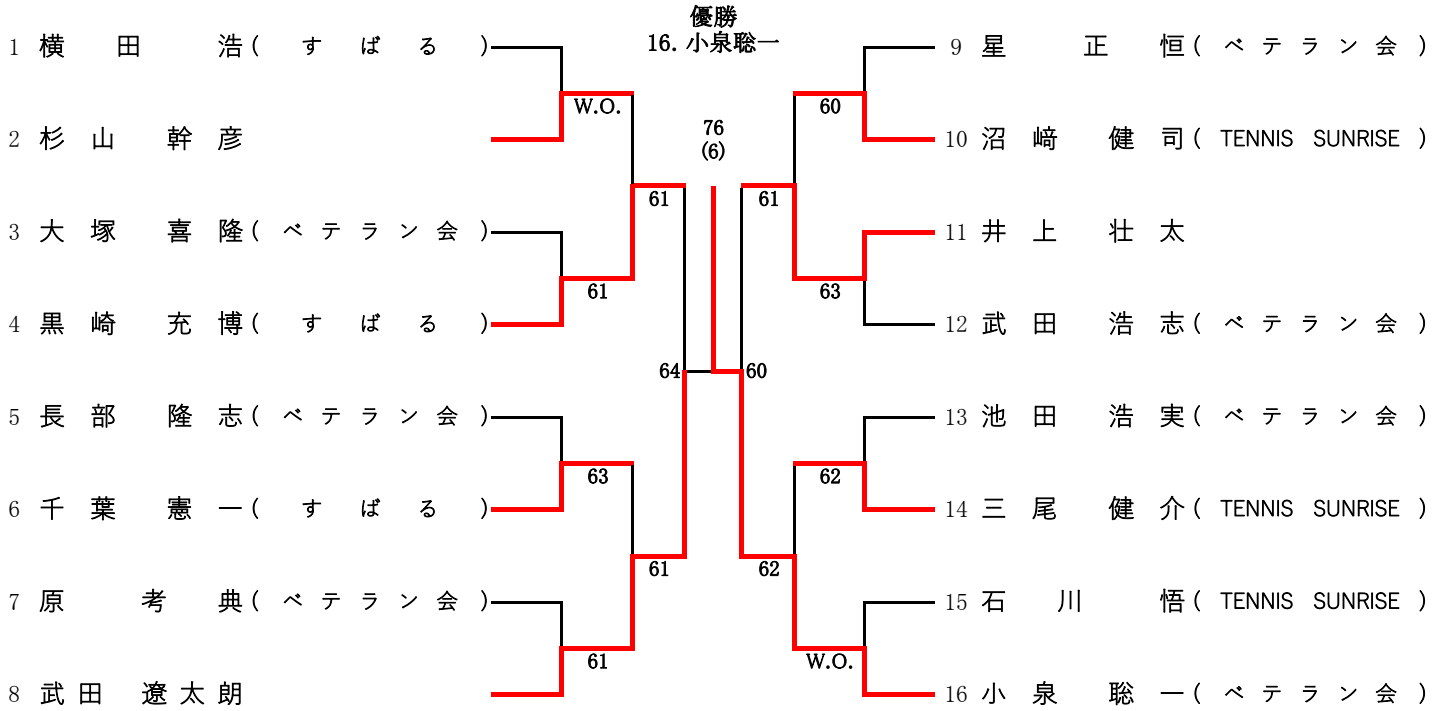 優勝
16. 小泉聡一
1 横田 浩 ( すばる )
2 杉山 幹彦
3 大塚 喜隆 ( ベテラン会 )
4 黒崎 充博 ( すばる )
5 長部 隆志 ( ベテラン会 )
6 千葉 憲一 ( すばる )
7 原 考典 ( ベテラン会 )
8 武田 遼太朗
W.O.
61
63
61
61
61
64
76
(6)
60
60
63
62
W.O.
61
62
9 星 正恒 ( ベテラン会 )
10 沼﨑 健司 ( TENNIS SUNRISE )
11 井上 壮太
12 武田 浩志 ( ベテラン会 )
13 池田 浩実 ( ベテラン会 )
14 三尾 健介 ( TENNIS SUNRISE )
15 石川 悟 ( TENNIS SUNRISE )
16 小泉 聡一 ( ベテラン会 )